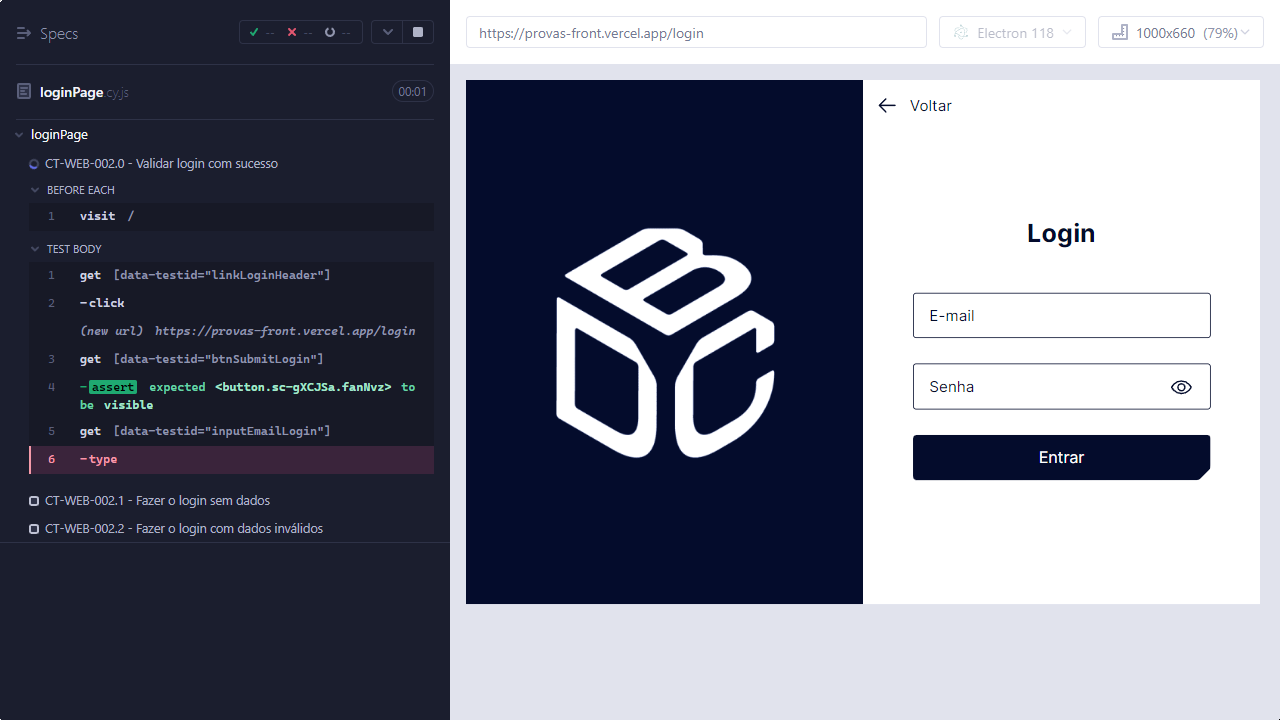 Specs
-- -- --
loginPage.cy.js
00:01
loginPage
CT-WEB-002.0 - Validar login com sucesso
BEFORE EACH
1 visit /
TEST BODY
1 get [data-testid="linkLoginHeader"]
2 -click
(new url) https://provas-front.vercel.app/login
3 get [data-testid="btnSubmitLogin"]
4 -assert expected <button.sc-gXCJSa.fanNvz> to
be visible
5 get [data-testid="inputEmailLogin"]
6 -type
CT-WEB-002.1 - Fazer o login sem dados
CT-WEB-002.2 - Fazer o login com dados inválidos
https://provas-front.vercel.app/login
Electron 118
1000x660 (79%)
Voltar
DBC
Login
E-mail
Senha
Entrar